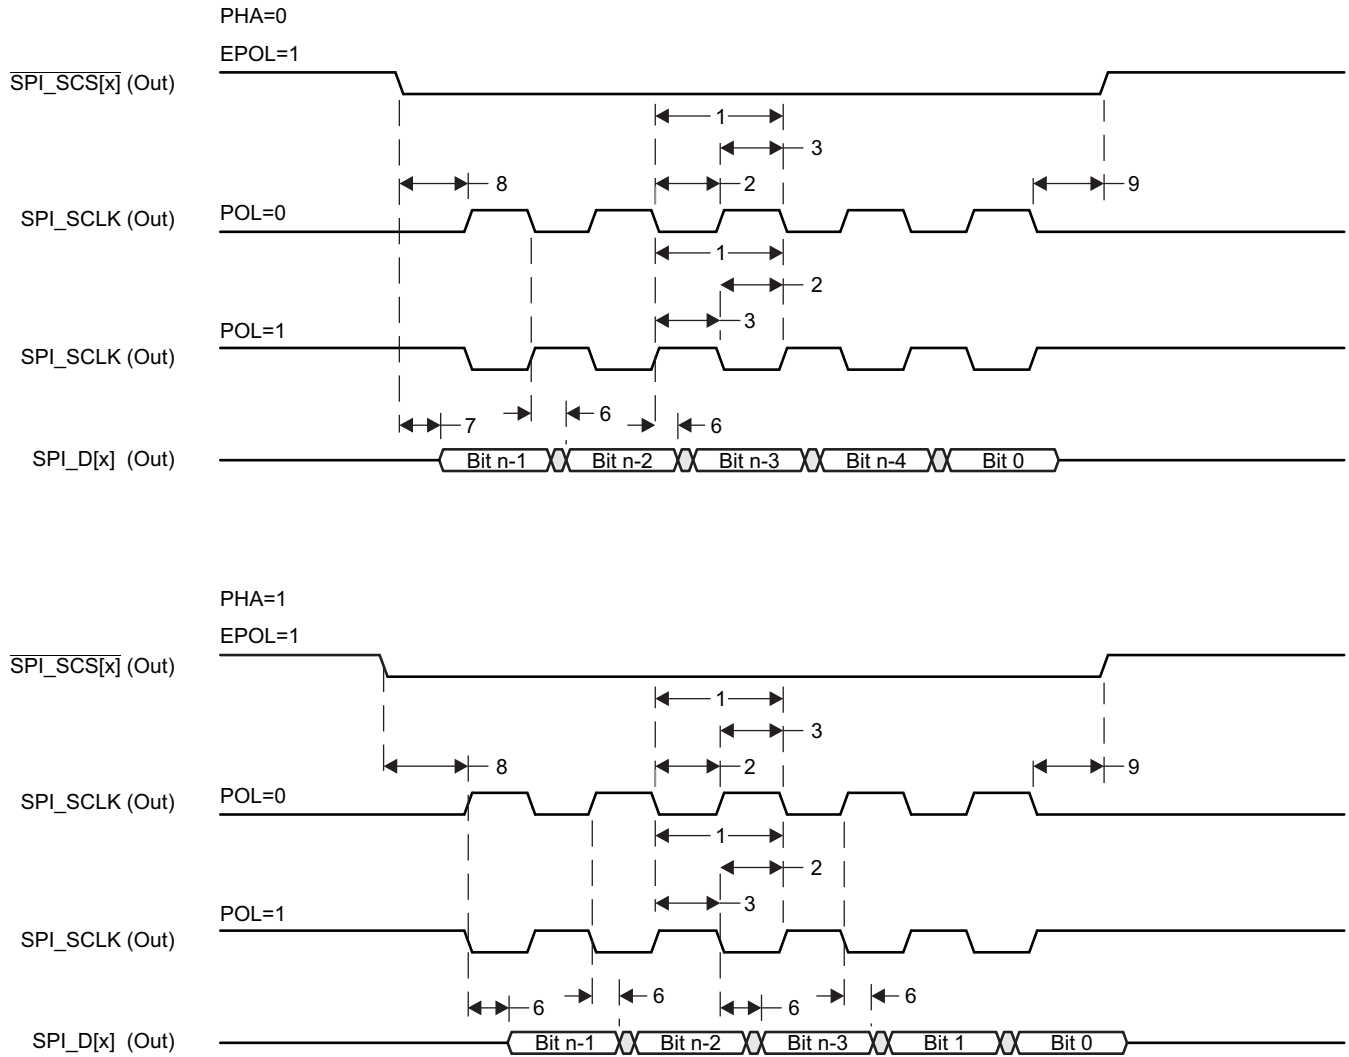 PHA=0
EPOL=1
SPI_SCS[x] (Out)
1
3
8
2
9
SPI_SCLK (Out)
POL=0
1
2
3
POL=1
SPI_SCLK (Out)
7
6
6
SPI_D[x] (Out)
Bit n-1
Bit n-2
Bit n-3
Bit n-4
Bit 0
PHA=1
EPOL=1
SPI_SCS[x] (Out)
1
3
8
2
9
SPI_SCLK (Out)
POL=0
1
2
3
POL=1
SPI_SCLK (Out)
6
6
6
6
SPI_D[x] (Out)
Bit n-1
Bit n-2
Bit n-3
Bit 1
Bit 0